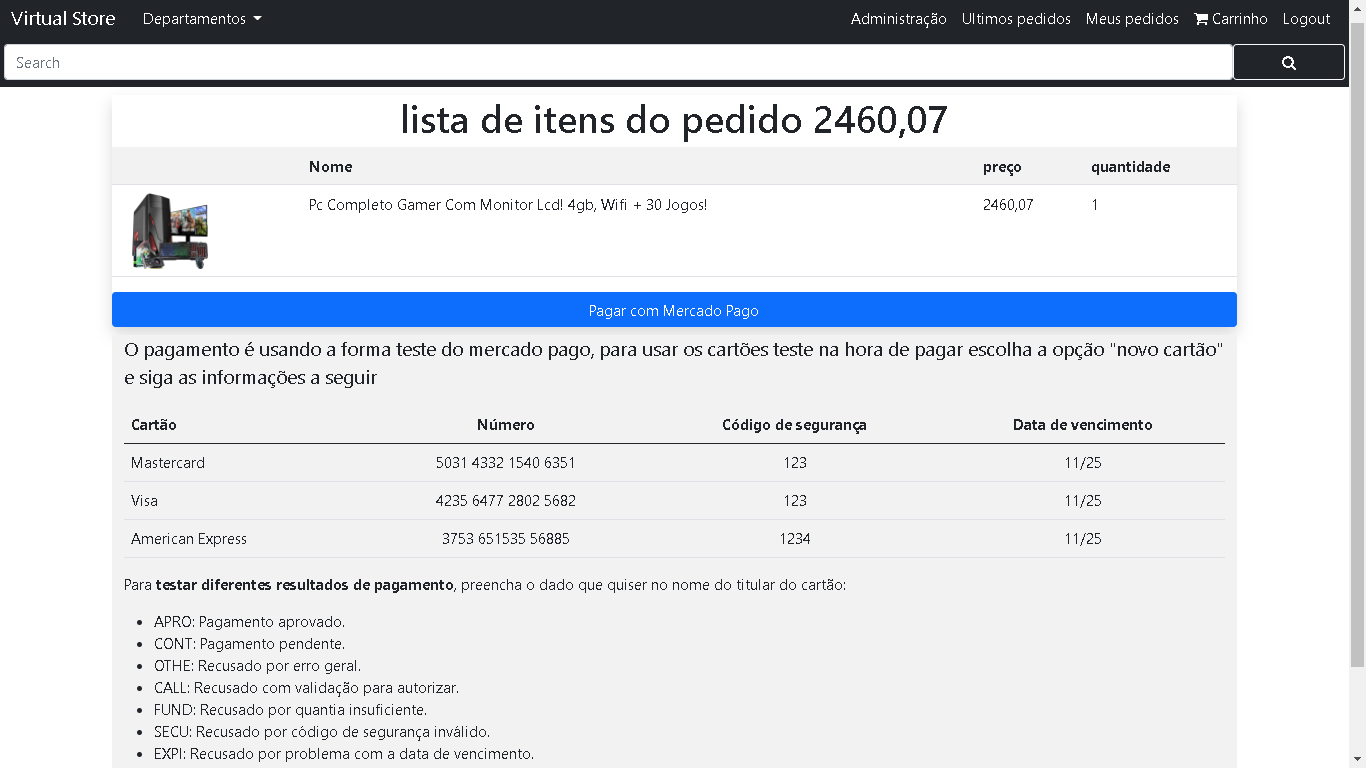 Virtual Store Departamentos Administração Ultimos pedidos Meus pedidos Carrinho Logout
Search
lista de itens do pedido 2460,07
Nome preço quantidade
Pc Completo Gamer Com Monitor Lcd! 4gb, Wifi + 30 Jogos! 2460,07 1
Pagar com Mercado Pago
O pagamento é usando a forma teste do mercado pago, para usar os cartões teste na hora de pagar escolha a opção "novo cartão"
e siga as informações a seguir
Cartão Número Código de segurança Data de vencimento
Mastercard 5031 4332 1540 6351 123 11/25
Visa 4235 6477 2802 5682 123 11/25
American Express 3753 651535 56885 1234 11/25
Para testar diferentes resultados de pagamento, preencha o dado que quiser no nome do titular do cartão:
• APRO: Pagamento aprovado.
• CONT: Pagamento pendente.
• OTHE: Recusado por erro geral.
• CALL: Recusado com validação para autorizar.
• FUND: Recusado por quantia insuficiente.
• SECU: Recusado por código de segurança inválido.
• EXPI: Recusado por problema com a data de vencimento.